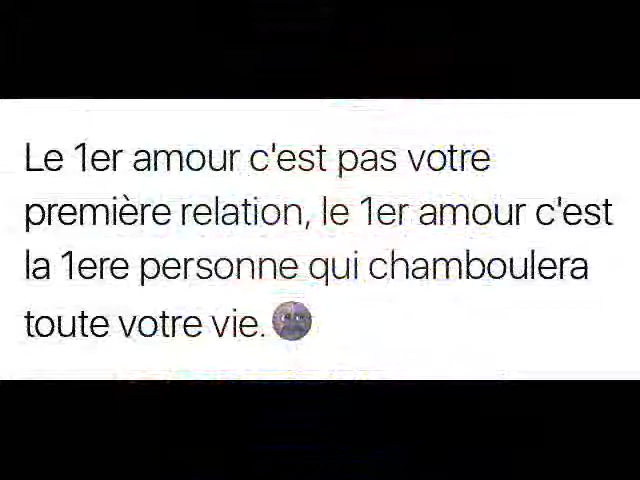 Le 1er amour c'est pas votre
première relation, le 1er amour c'est
la 1ere personne qui chamboulera
toute votre vie.🌚